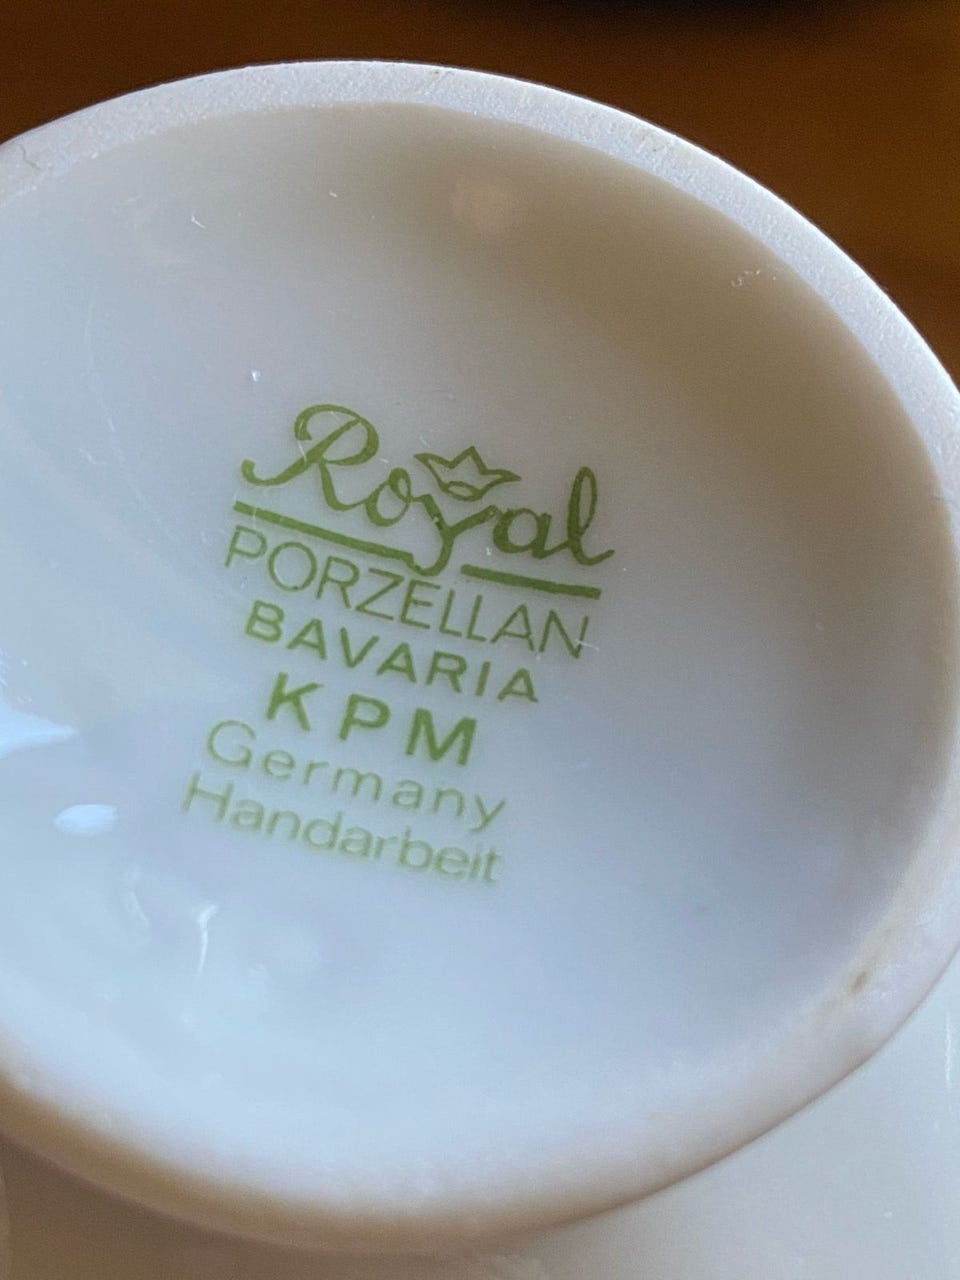 Royal
PORZELLAN
BAVARIA
KPM
Germany
Handarbeit